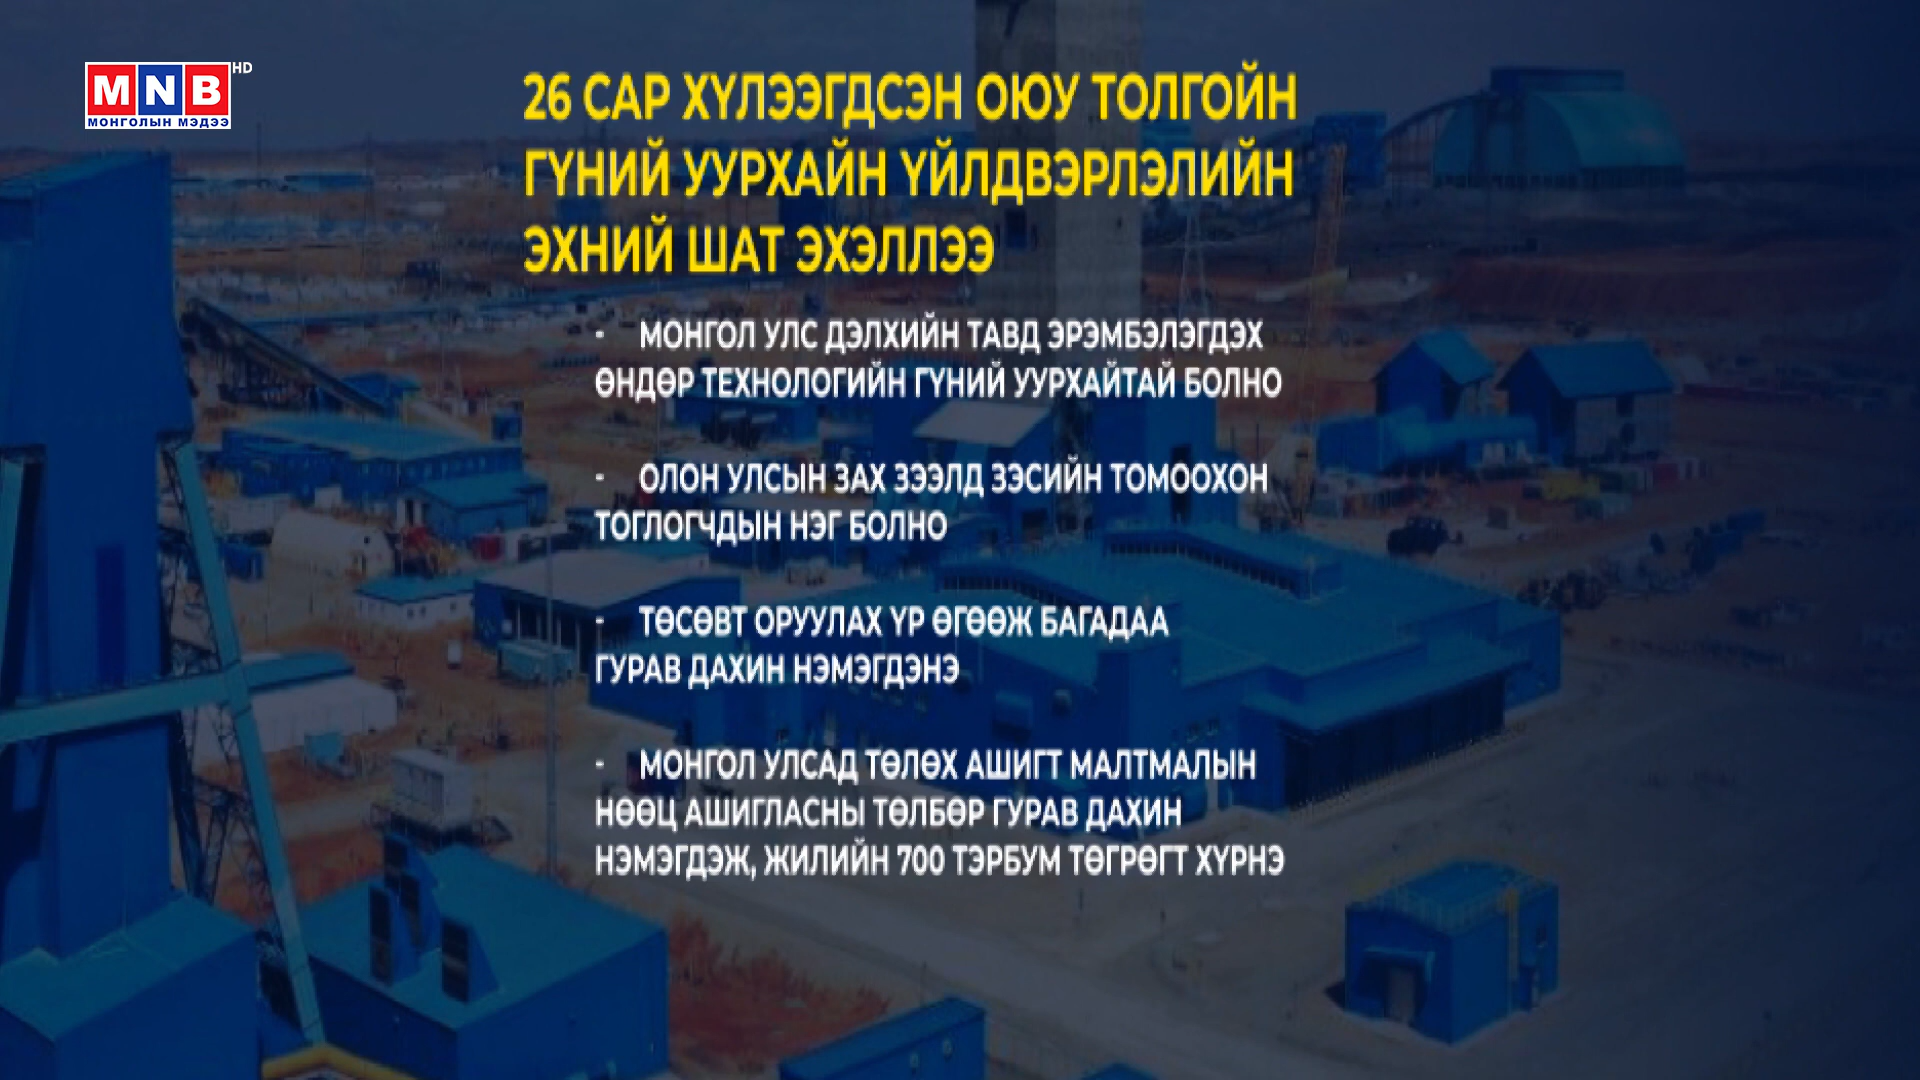 MNB HD
МОНГОЛЫН МЭДЭЭ
26 САР ХҮЛЭЭГДСЭН ОЮУ ТОЛГОЙН
ГҮНИЙ УУРХАЙН ҮЙЛДВЭРЛЭЛИЙН
ЭХНИЙ ШАТ ЭХЭЛЛЭЭ
- МОНГОЛ УЛС ДЭЛХИЙН ТАВД ЭРЭМБЭЛЭГДЭХ
ӨНДӨР ТЕХНОЛОГИЙН ГҮНИЙ УУРХАЙТАЙ БОЛНО
- ОЛОН УЛСЫН ЗАХ ЗЭЭЛД ЗЭСИЙН ТОМООХОН
ТОГЛОГЧДЫН НЭГ БОЛНО
- ТӨСӨВТ ОРУУЛАХ ҮР ӨГӨӨЖ БАГАДАА
ГУРАВ ДАХИН НЭМЭГДЭНЭ
- МОНГОЛ УЛСАД ТӨЛӨХ АШИГТ МАЛТМАЛЫН
НӨӨЦ АШИГЛАСНЫ ТӨЛБӨР ГУРАВ ДАХИН
НЭМЭГДЭЖ, ЖИЛИЙН 700 ТЭРБУМ ТӨГРӨГТ ХҮРНЭ